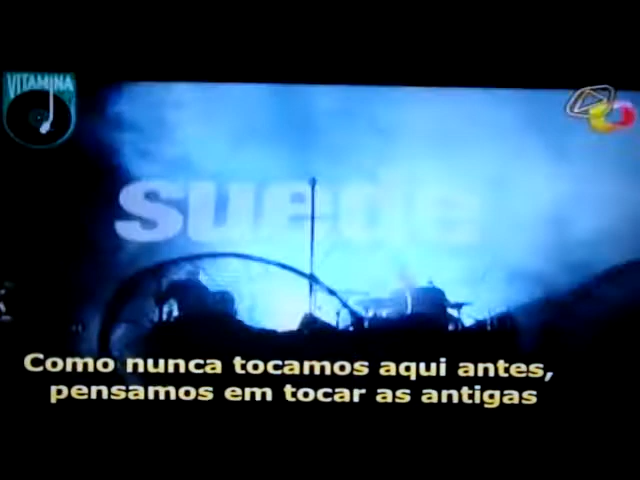 VITAMINA
suede
Como nunca tocamos aqui antes,
pensamos em tocar as antigas